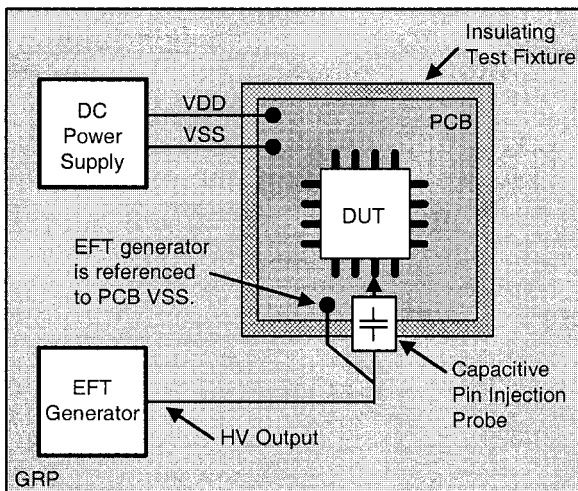 Insulating
Test Fixture
DC
Power
Supply
VDD
VSS
PCB
DUT
EFT generator
is referenced
to PCB VSS.
EFT
Generator
HV Output
Capacitive
Pin Injection
Probe
GRP